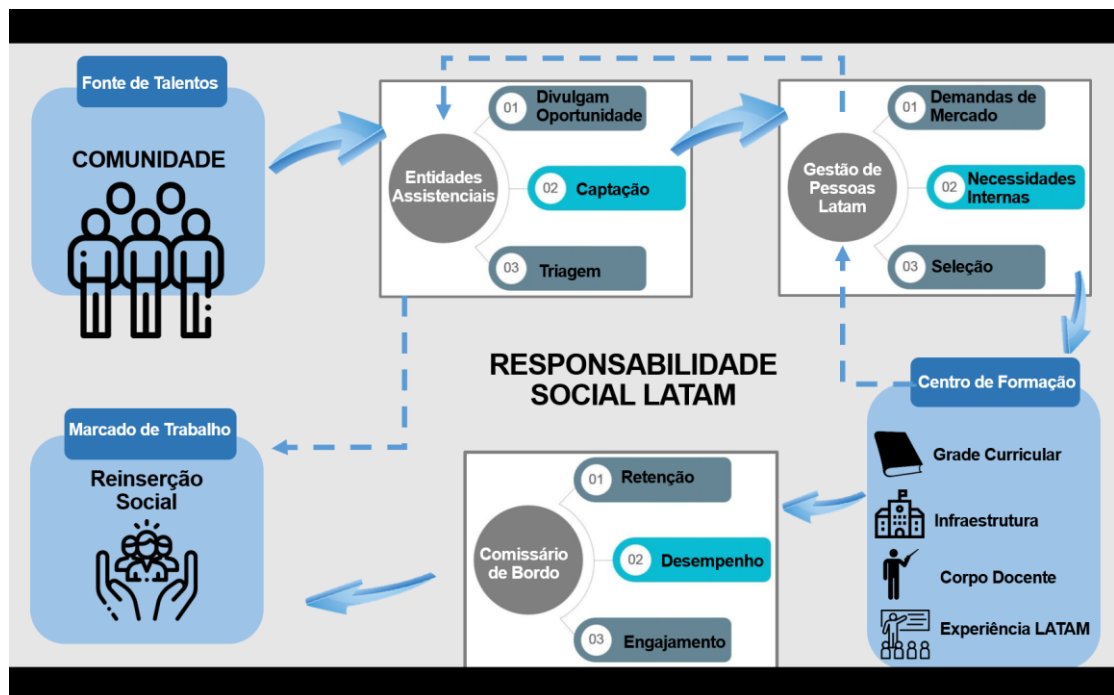 Fonte de Talentos
COMUNIDADE
01
Divulgam
Oportunidade
Entidades
Assistenciais
02
Captação
03
Triagem
01
Demandas de
Mercado
Gestão de
Pessoas
Latam
02
Necessidades
Internas
03
Seleção
RESPONSABILIDADE
SOCIAL LATAM
Centro de Formação
Grade Curricular
Infraestrutura
Corpo Docente
Experiência LATAM
01
Retenção
Comissário
de Bordo
02
Desempenho
03
Engajamento
Marcado de Trabalho
Reinserção
Social